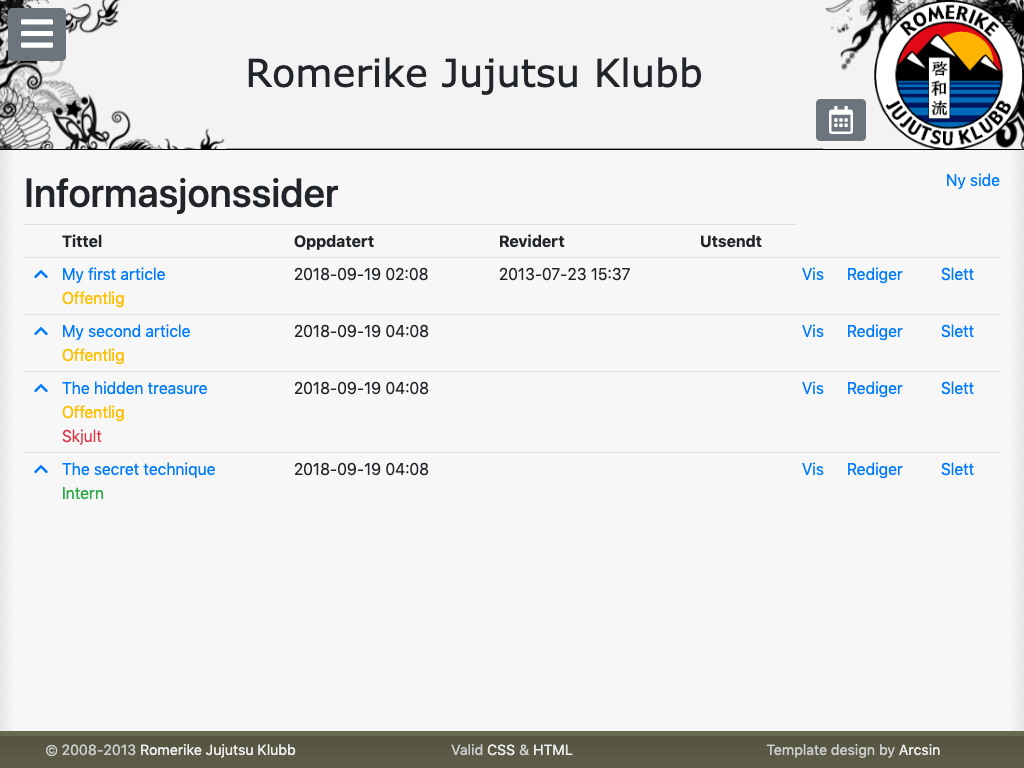 Romerike Jujutsu Klubb
ROMERIKE
啓和流
JUJUTSU KLUBB
Informasjonssider
Ny side
Tittel Oppdatert Revidert Utsendt
My first article 2018-09-19 02:08 2013-07-23 15:37 Vis Rediger Slett
Offentlig
My second article 2018-09-19 04:08 Vis Rediger Slett
Offentlig
The hidden treasure 2018-09-19 04:08 Vis Rediger Slett
Offentlig
Skjult
The secret technique 2018-09-19 04:08 Vis Rediger Slett
Intern
© 2008-2013 Romerike Jujutsu Klubb Valid CSS & HTML Template design by Arcsin